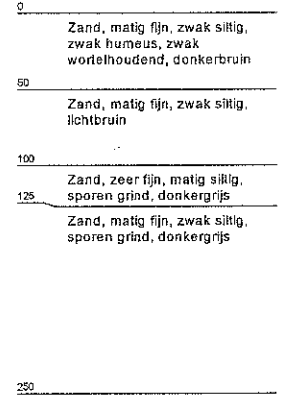 0
Zand, matig fijn, zwak siltig,
zwak humeus, zwak
wortelhoudend, donkerbruin
50
Zand, matig fijn, zwak siltig,
lichtbruin
100
Zand, zeer fijn, matig siltig,
125 sporen grind, donkergrijs
Zand, matig fijn, zwak siltig,
sporen grind, donkergrijs
250